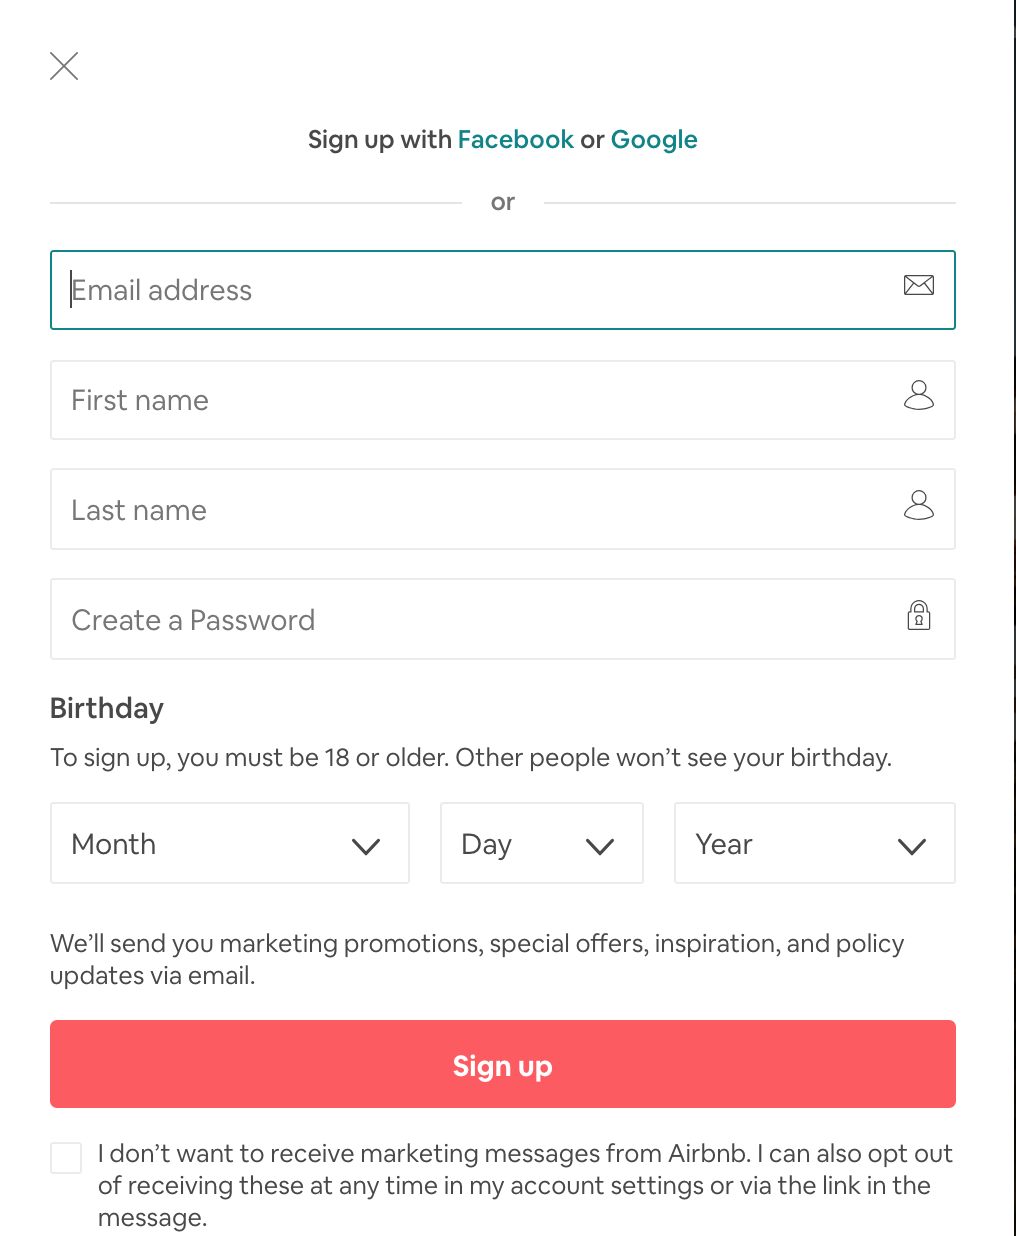 Sign up with Facebook or Google
or
Email address
First name
Last name
Create a Password
Birthday
To sign up, you must be 18 or older. Other people won’t see your birthday.
Month Day Year
We’ll send you marketing promotions, special offers, inspiration, and policy
updates via email.
Sign up
I don’t want to receive marketing messages from Airbnb. I can also opt out
of receiving these at any time in my account settings or via the link in the
message.